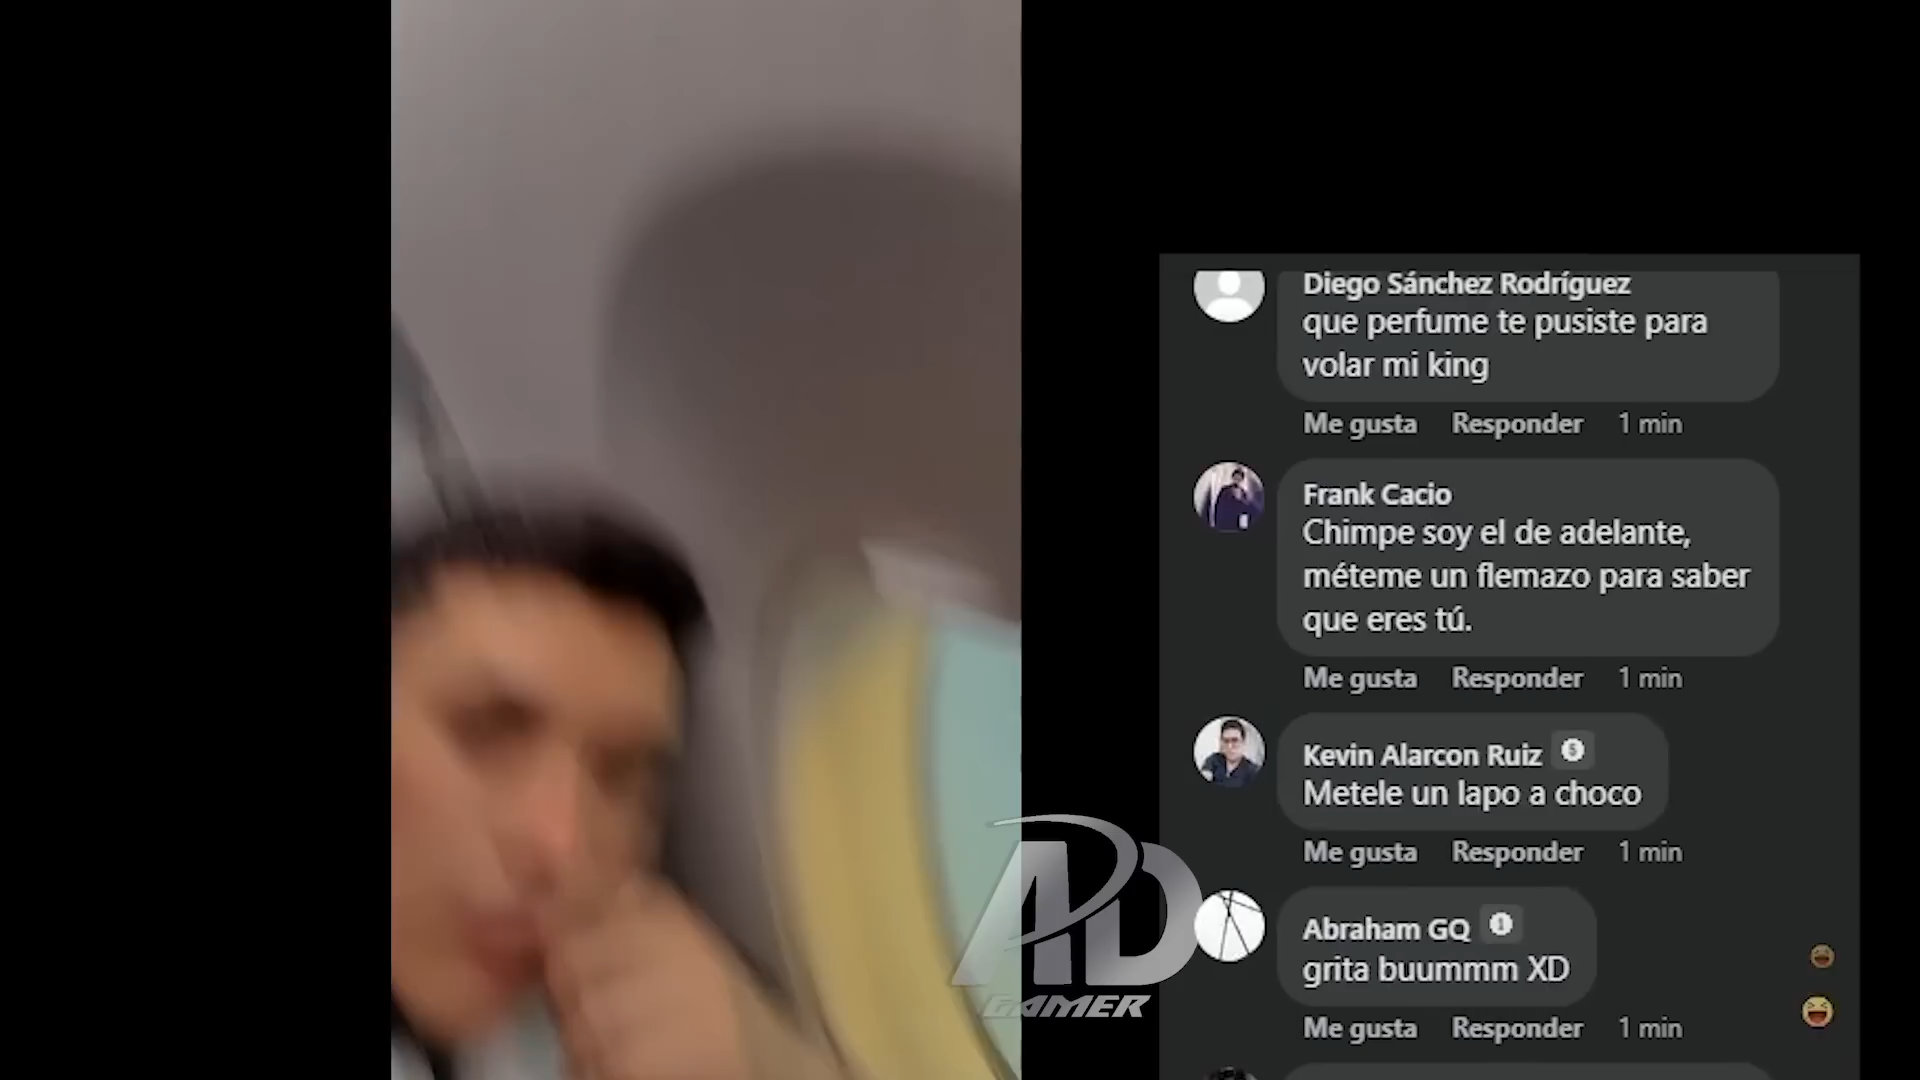 Diego Sánchez Rodríguez
que perfume te pusiste para
volar mi king
Me gusta Responder 1 min
Frank Cacio
Chimpe soy el de adelante,
méteme un flemazo para saber
que eres tú.
Me gusta Responder 1 min
Kevin Alarcon Ruiz
Metele un lapo a choco
Me gusta Responder 1 min
Abraham GQ
grita buummm XD
Me gusta Responder 1 min
AD
GAMER